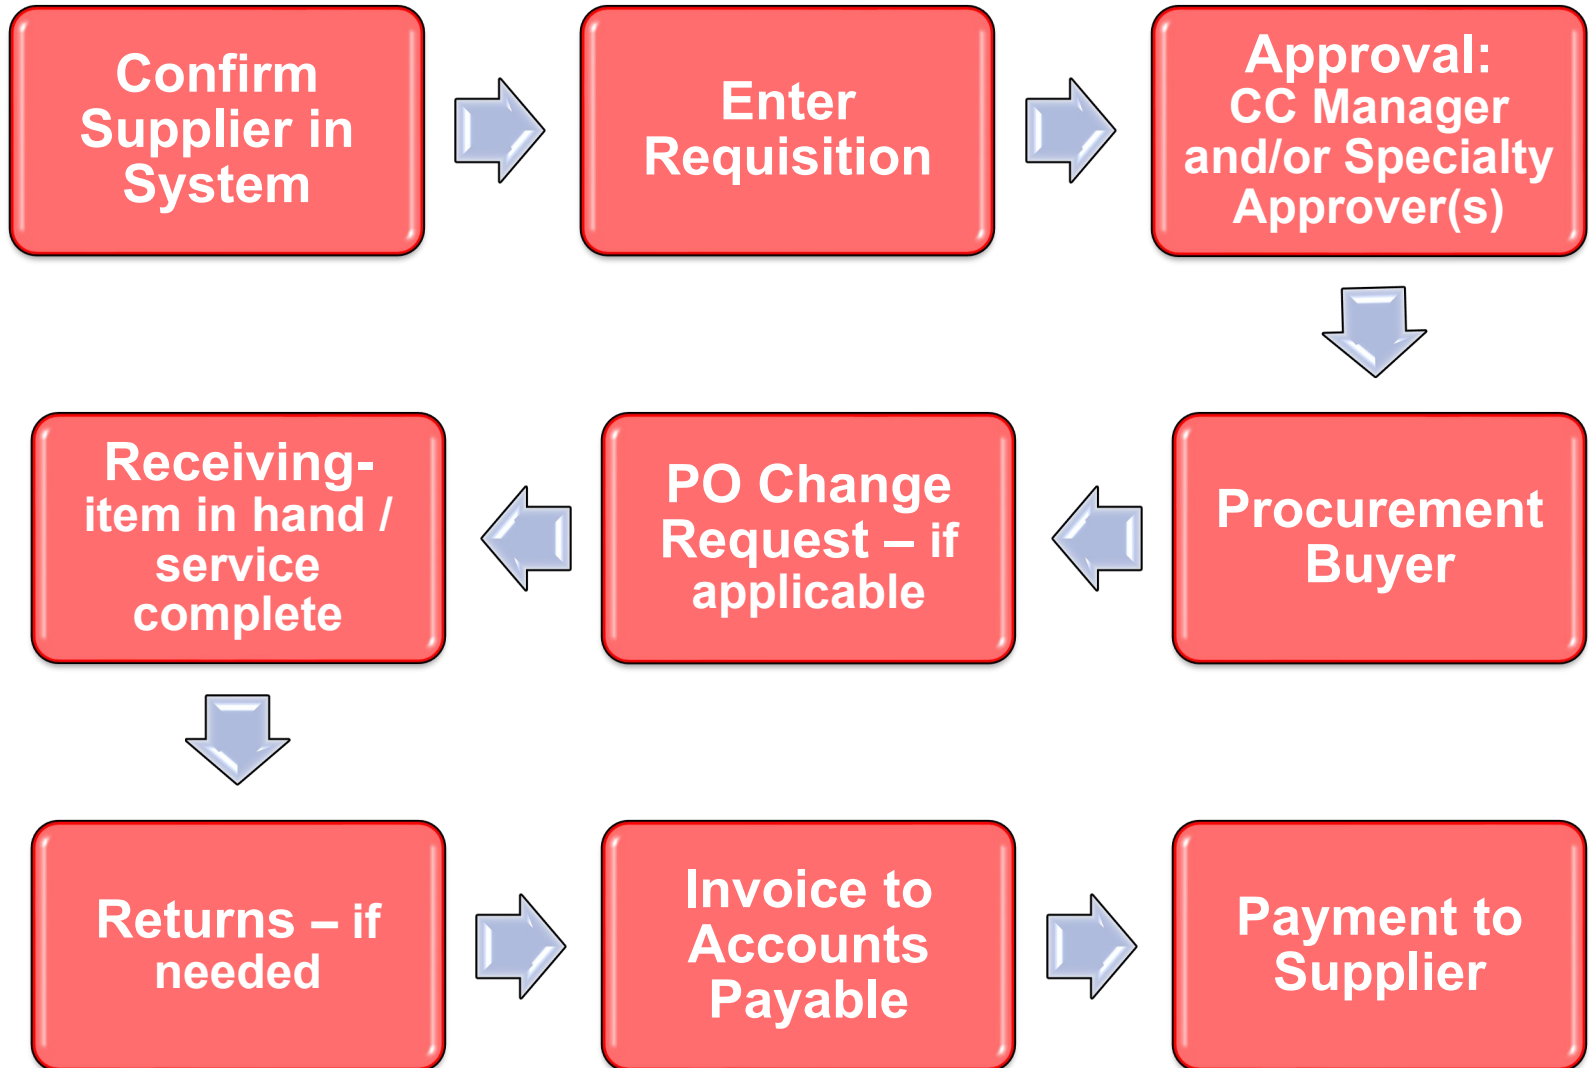 Confirm
Supplier in
System
Enter
Requisition
Approval:
CC Manager
and/or Specialty
Approver(s)
Procurement
Buyer
PO Change
Request – if
applicable
Receiving-
item in hand /
service
complete
Returns – if
needed
Invoice to
Accounts
Payable
Payment to
Supplier